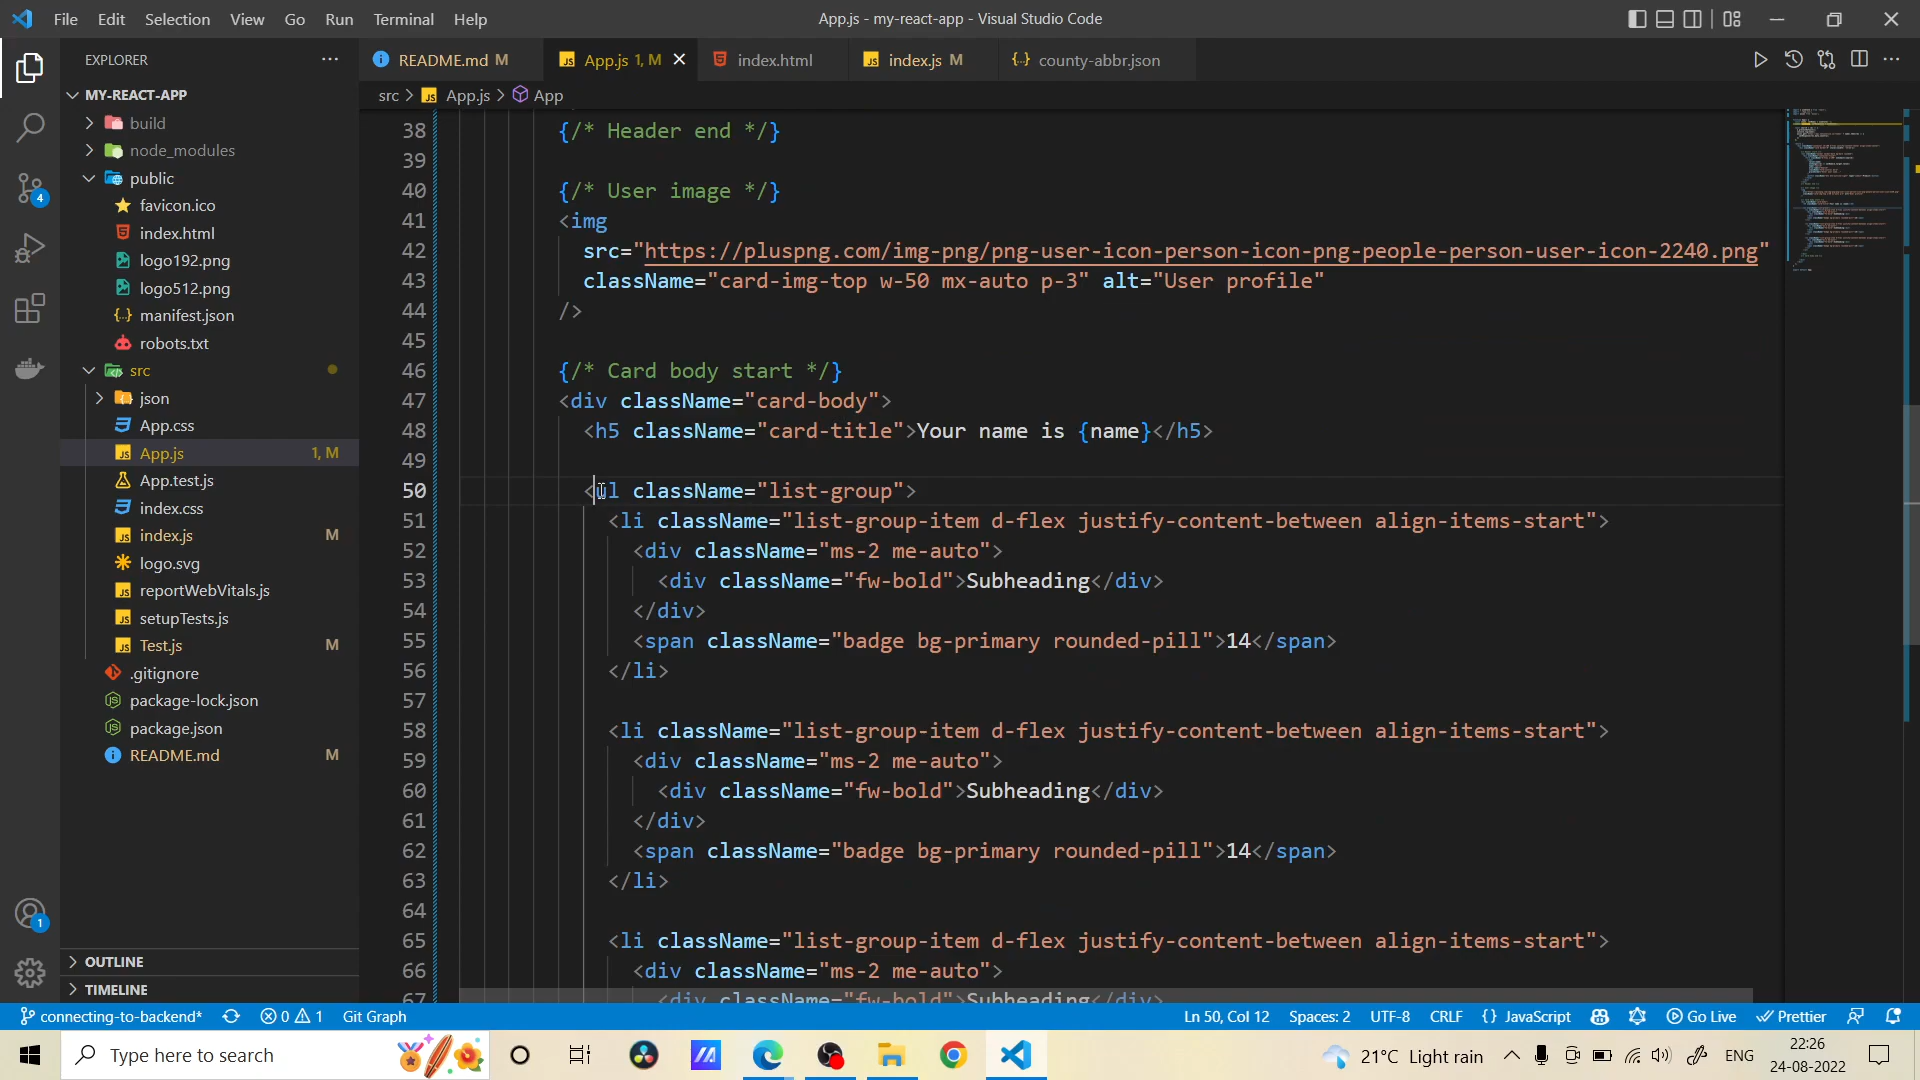 File Edit Selection View Go Run Terminal Help
App.js - my-react-app - Visual Studio Code
EXPLORER
MY-REACT-APP
build
node_modules
public
favicon.ico
index.html
logo192.png
logo512.png
manifest.json
robots.txt
src
json
App.css
App.js 1, M
App.test.js
index.css
index.js M
logo.svg
reportWebVitals.js
setupTests.js
Test.js M
.gitignore
package-lock.json
package.json
README.md M
OUTLINE
TIMELINE
4
1
README.md M App.js 1, M index.html index.js M county-abbr.json
src > App.js > App
38 {/* Header end */}
39
40 {/* User image */}
41 <img
42 src="https://pluspng.com/img-png/png-user-icon-person-icon-png-people-person-user-icon-2240.png"
43 className="card-img-top w-50 mx-auto p-3" alt="User profile"
44 />
45
46 {/* Card body start */}
47 <div className="card-body">
48 <h5 className="card-title">Your name is {name}</h5>
49
50 <ul className="list-group">
51 <li className="list-group-item d-flex justify-content-between align-items-start">
52 <div className="ms-2 me-auto">
53 <div className="fw-bold">Subheading</div>
54 </div>
55 <span className="badge bg-primary rounded-pill">14</span>
56 </li>
57
58 <li className="list-group-item d-flex justify-content-between align-items-start">
59 <div className="ms-2 me-auto">
60 <div className="fw-bold">Subheading</div>
61 </div>
62 <span className="badge bg-primary rounded-pill">14</span>
63 </li>
64
65 <li className="list-group-item d-flex justify-content-between align-items-start">
66 <div className="ms-2 me-auto">
67 <div className="fw-bold">Subheading</div>
connecting-to-backend* 0 1 Git Graph
Ln 50, Col 12 Spaces: 2 UTF-8 CRLF {} JavaScript Go Live Prettier
Type here to search
21°C Light rain
ENG
22:26
24-08-2022